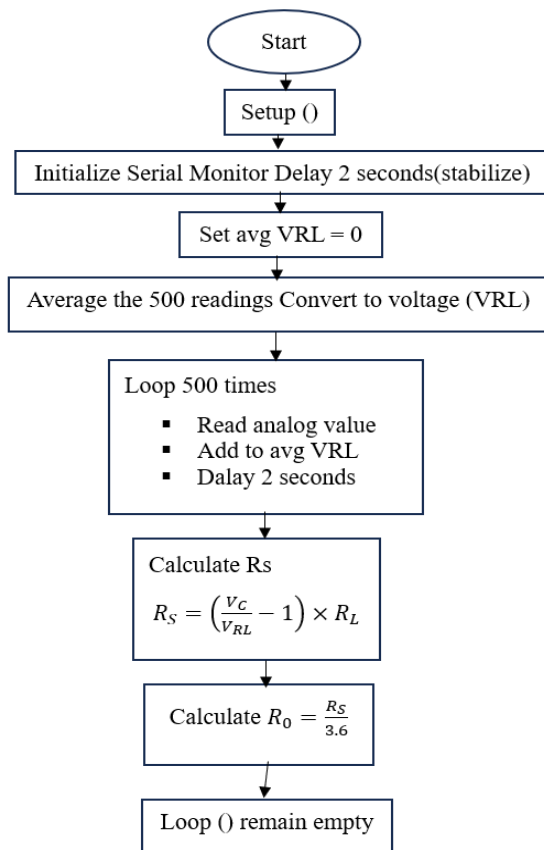 Start
Setup ()
Initialize Serial Monitor Delay 2 seconds(stabilize)
Set avg VRL = 0
Average the 500 readings Convert to voltage (VRL)
Loop 500 times
▪ Read analog value
▪ Add to avg VRL
▪ Dalay 2 seconds
Calculate Rs
R_S = (V_C/V_RL − 1) × R_L
Calculate R_0 = R_S/3.6
Loop () remain empty